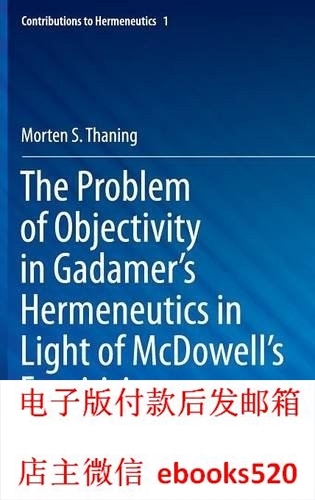 Contributions to Hermeneutics 1
Morten S. Thaning
The Problem
of Objectivity
in Gadamer's
Hermeneutics in
Light of McDowell's
电子版付款后发邮箱
店主微信 ebooks520